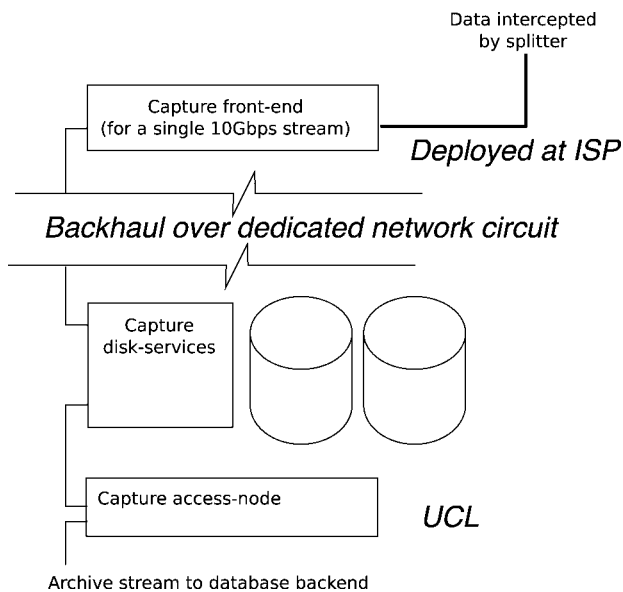 Data intercepted
by splitter
Capture front-end
(for a single 10Gbps stream)
Deployed at ISP
Backhaul over dedicated network circuit
Capture
disk-services
Capture access-node
UCL
Archive stream to database backend